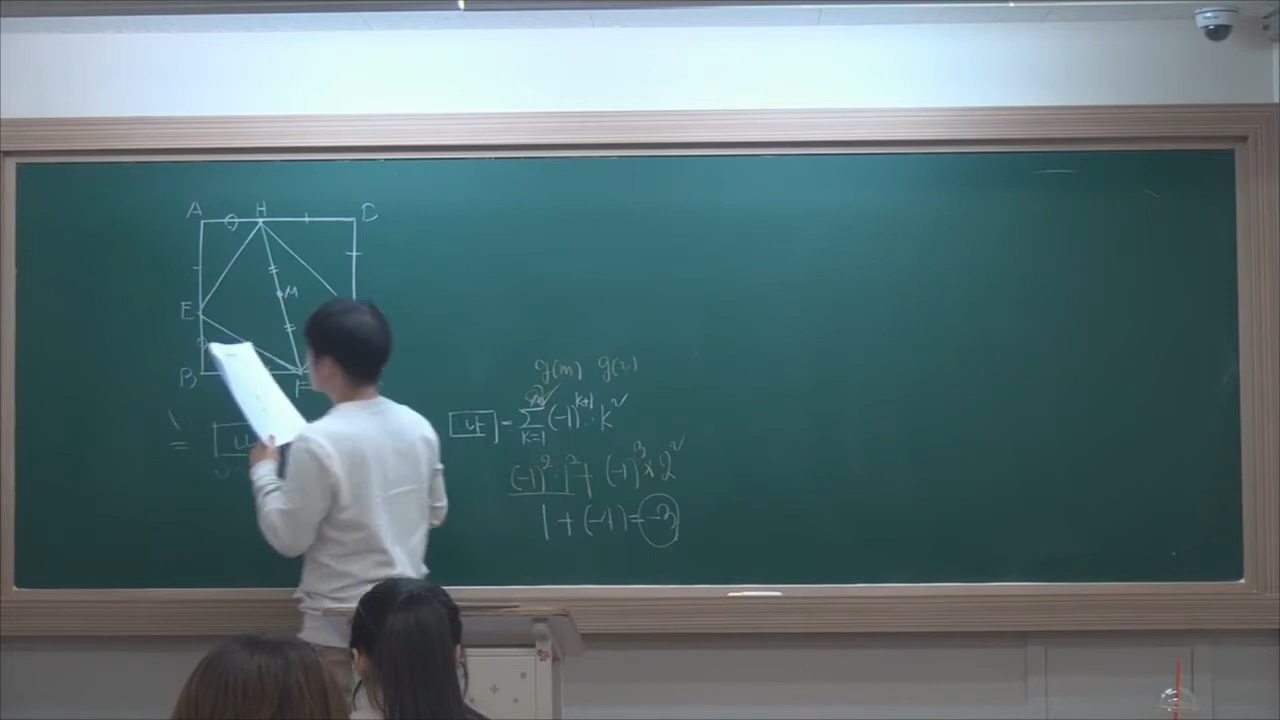 A H D
M
E
B F
g(m) g(2)
[나] = ∑ k=1 (-1)^{k+1} · k²
(-1)² · 1² + (-1)³ × 2²
1 + (-4) = -3